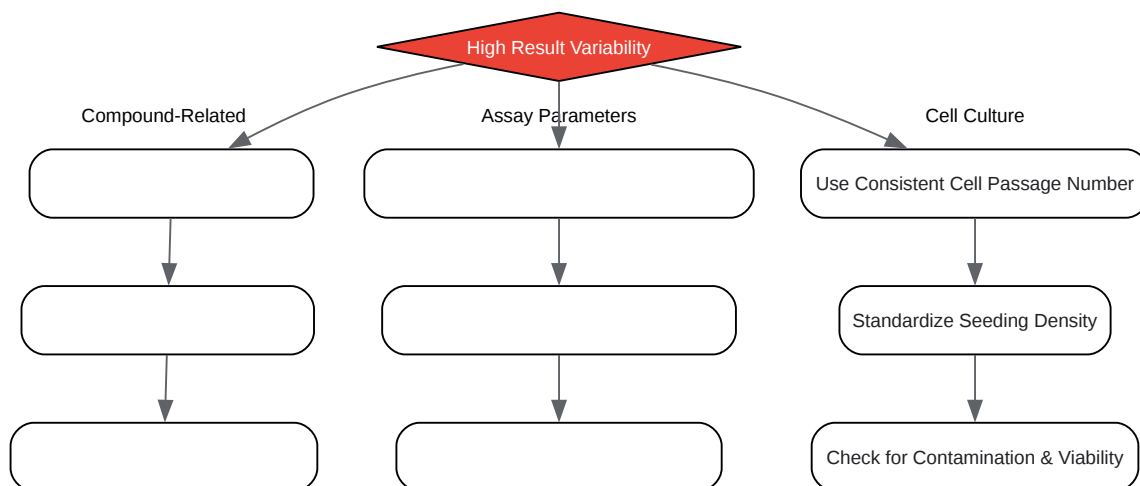 High Result Variability
Compound-Related
Assay Parameters
Cell Culture
Use Consistent Cell Passage Number
Standardize Seeding Density
Check for Contamination & Viability